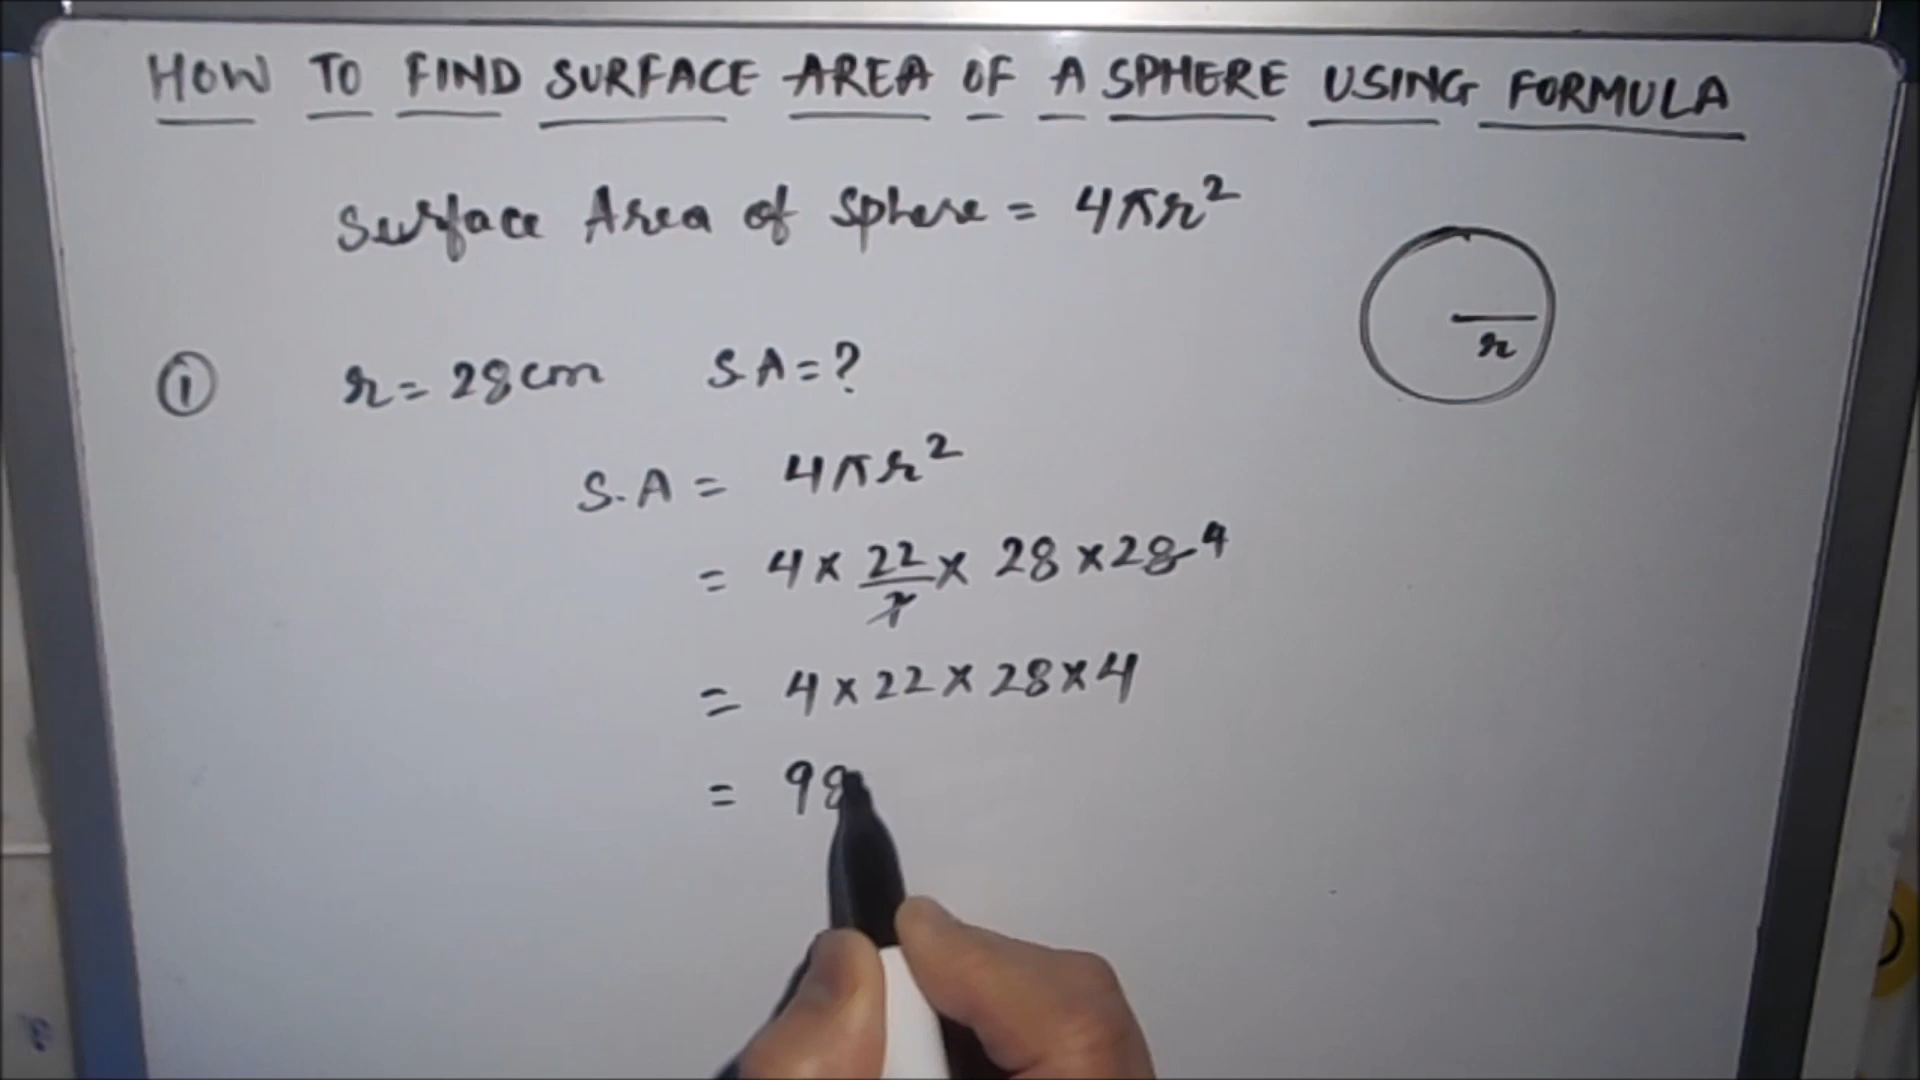 HOW TO FIND SURFACE AREA OF A SPHERE USING FORMULA
Surface Area of Sphere = 4πr²
r
① r = 28cm S.A = ?
S.A = 4πr²
= 4 × 22/7 × 28 × 28 4
= 4 × 22 × 28 × 4
= 98